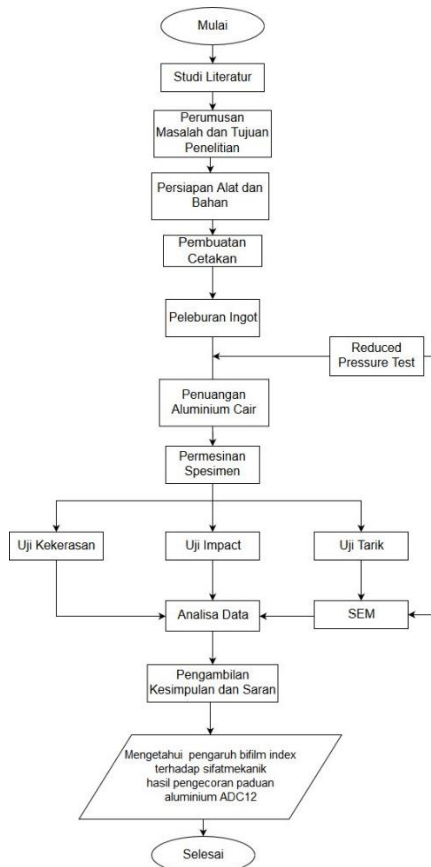 Mulai
Studi Literatur
Perumusan
Masalah dan Tujuan
Penelitian
Persiapan Alat dan
Bahan
Pembuatan
Cetakan
Peleburan Ingot
Reduced
Pressure Test
Penuangan
Aluminium Cair
Permesinan
Spesimen
Uji Kekerasan
Uji Impact
Uji Tarik
Analisa Data
SEM
Pengambilan
Kesimpulan dan Saran
Mengetahui pengaruh bifilm index
terhadap sifatmekanik
hasil pengecoran paduan
aluminium ADC12
Selesai